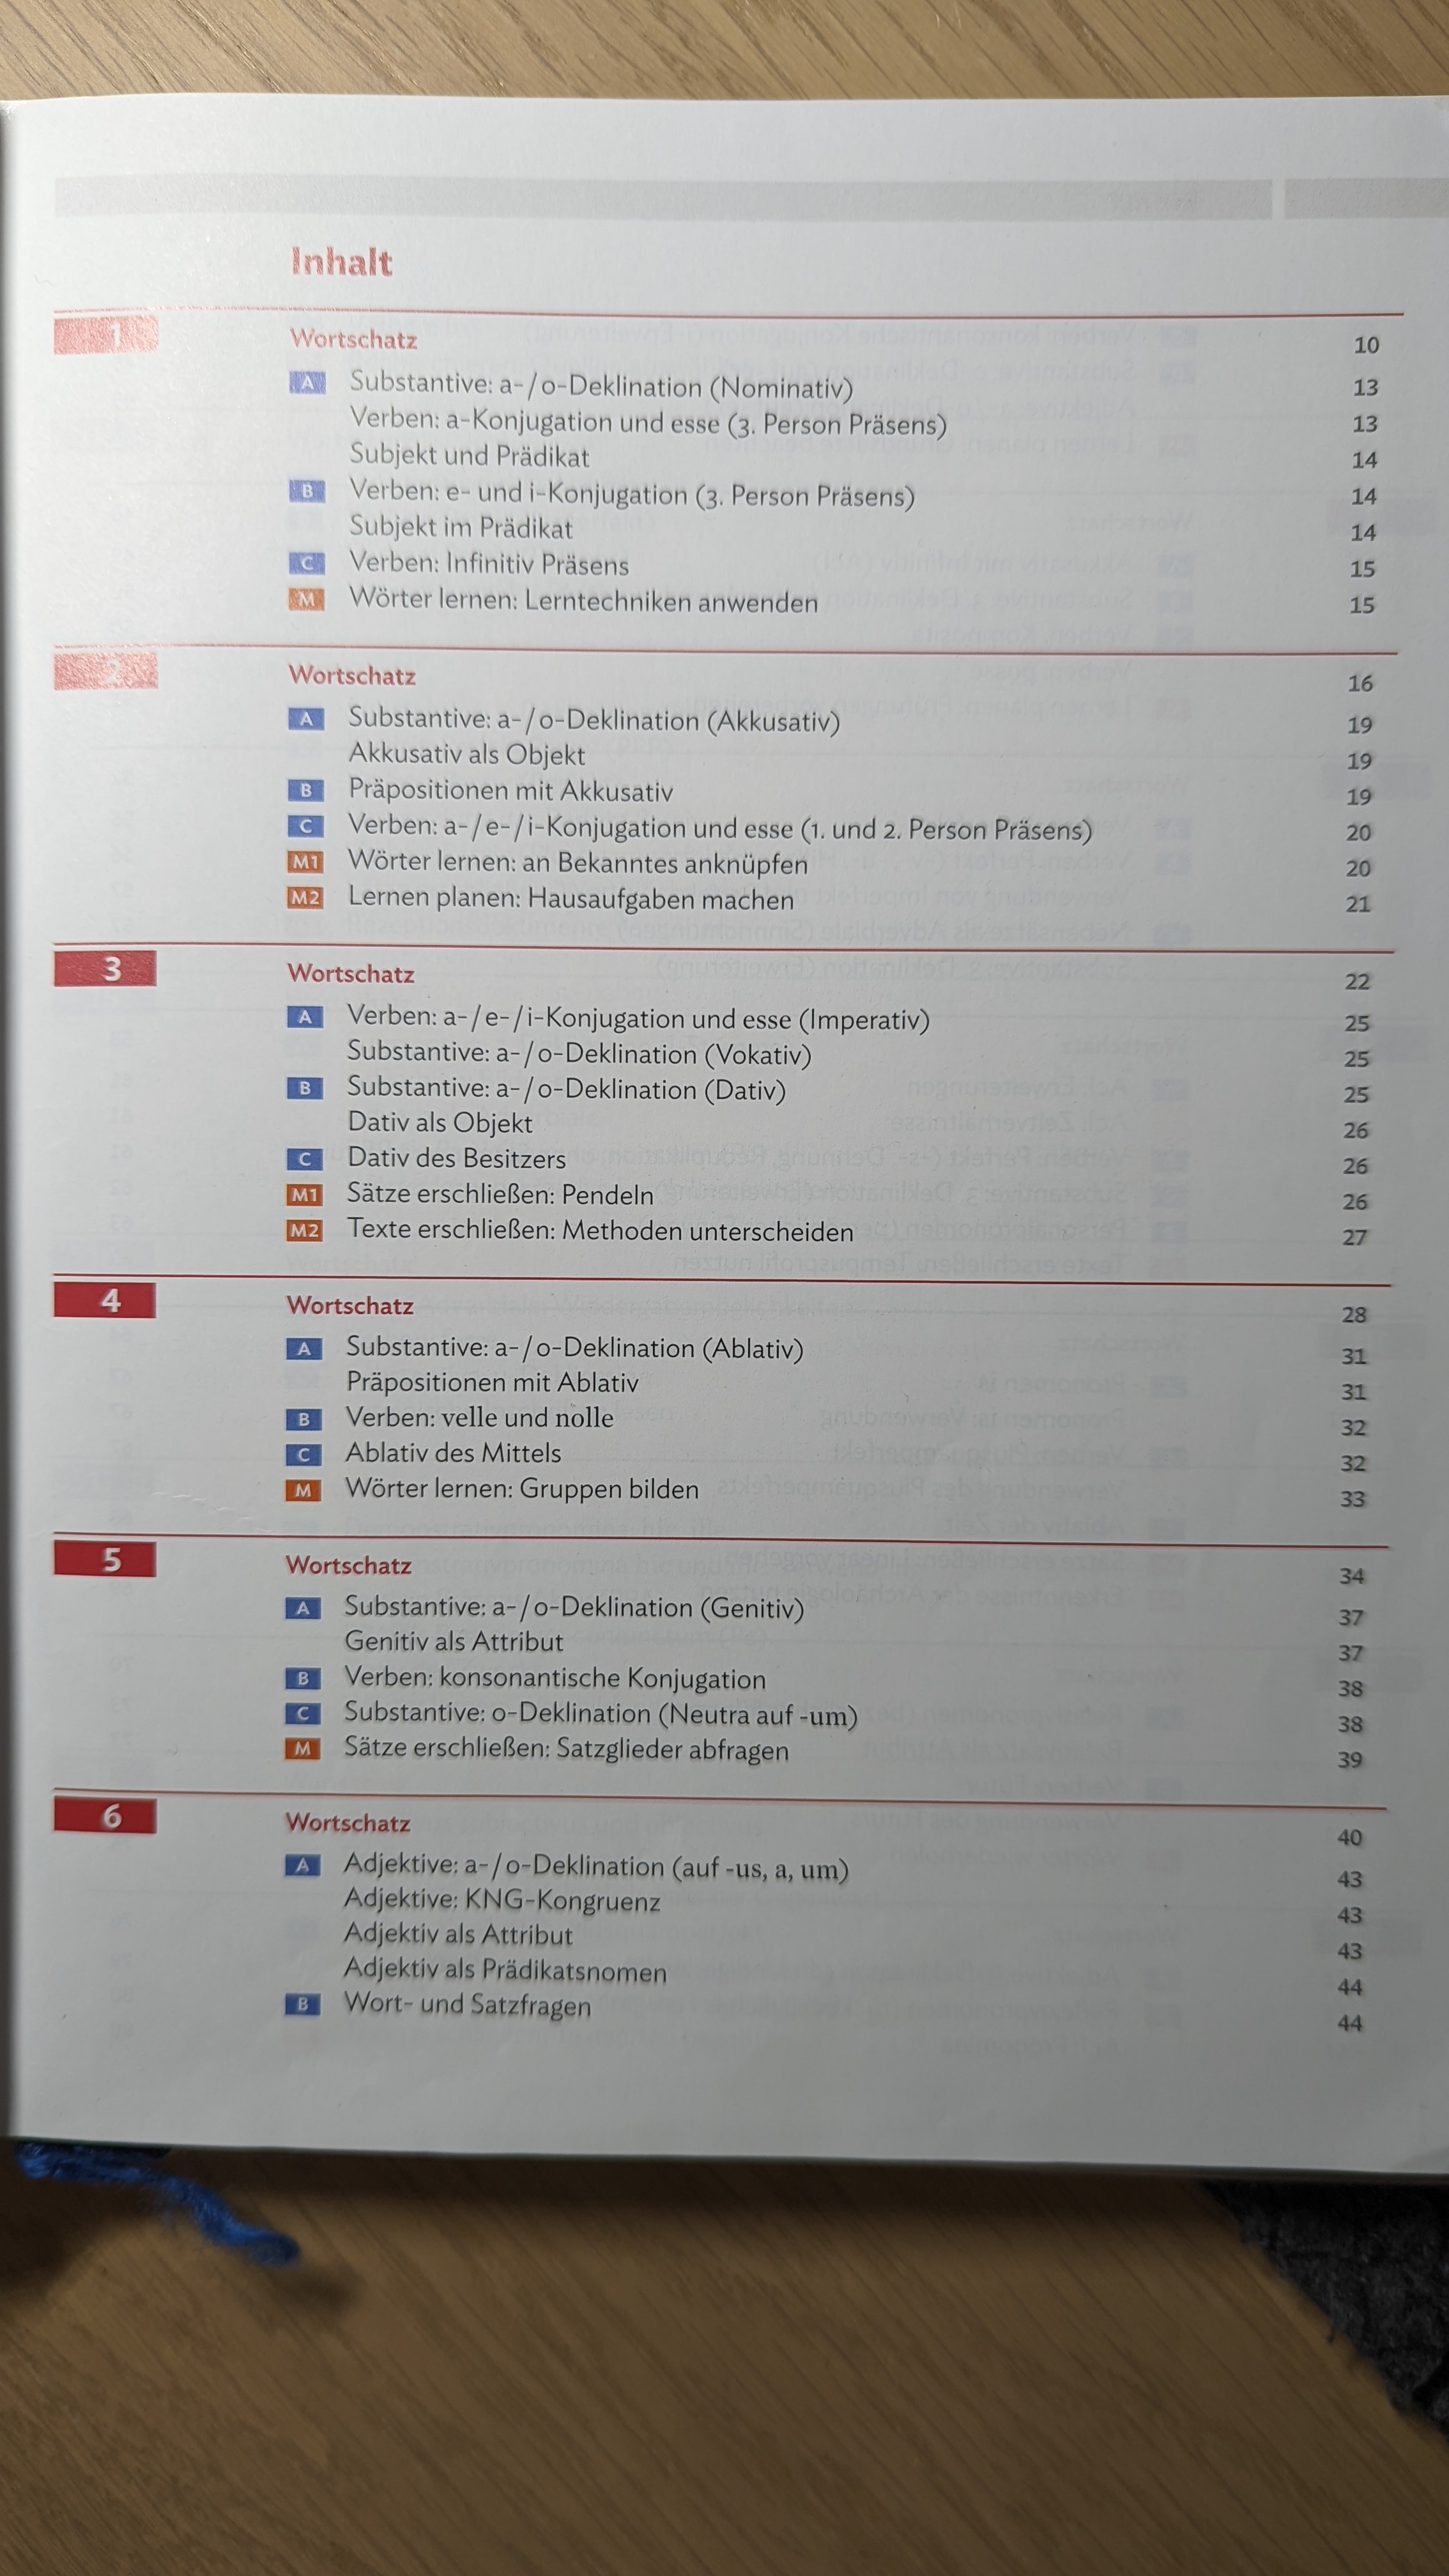 Inhalt
1 Wortschatz 10
A Substantive: a-/o-Deklination (Nominativ) 13
Verben: a-Konjugation und esse (3. Person Präsens) 13
Subjekt und Prädikat 14
B Verben: e- und i-Konjugation (3. Person Präsens) 14
Subjekt im Prädikat 14
C Verben: Infinitiv Präsens 15
M Wörter lernen: Lerntechniken anwenden 15
2 Wortschatz 16
A Substantive: a-/o-Deklination (Akkusativ) 19
Akkusativ als Objekt 19
B Präpositionen mit Akkusativ 19
C Verben: a-/e-/i-Konjugation und esse (1. und 2. Person Präsens) 20
M1 Wörter lernen: an Bekanntes anknüpfen 20
M2 Lernen planen: Hausaufgaben machen 21
3 Wortschatz 22
A Verben: a-/e-/i-Konjugation und esse (Imperativ) 25
Substantive: a-/o-Deklination (Vokativ) 25
B Substantive: a-/o-Deklination (Dativ) 25
Dativ als Objekt 26
C Dativ des Besitzers 26
M1 Sätze erschließen: Pendeln 26
M2 Texte erschließen: Methoden unterscheiden 27
4 Wortschatz 28
A Substantive: a-/o-Deklination (Ablativ) 31
Präpositionen mit Ablativ 31
B Verben: velle und nolle 32
C Ablativ des Mittels 32
M Wörter lernen: Gruppen bilden 33
5 Wortschatz 34
A Substantive: a-/o-Deklination (Genitiv) 37
Genitiv als Attribut 37
B Verben: konsonantische Konjugation 38
C Substantive: o-Deklination (Neutra auf -um) 38
M Sätze erschließen: Satzglieder abfragen 39
6 Wortschatz 40
A Adjektive: a-/o-Deklination (auf -us, a, um) 43
Adjektive: KNG-Kongruenz 43
Adjektiv als Attribut 43
Adjektiv als Prädikatsnomen 44
B Wort- und Satzfragen 44